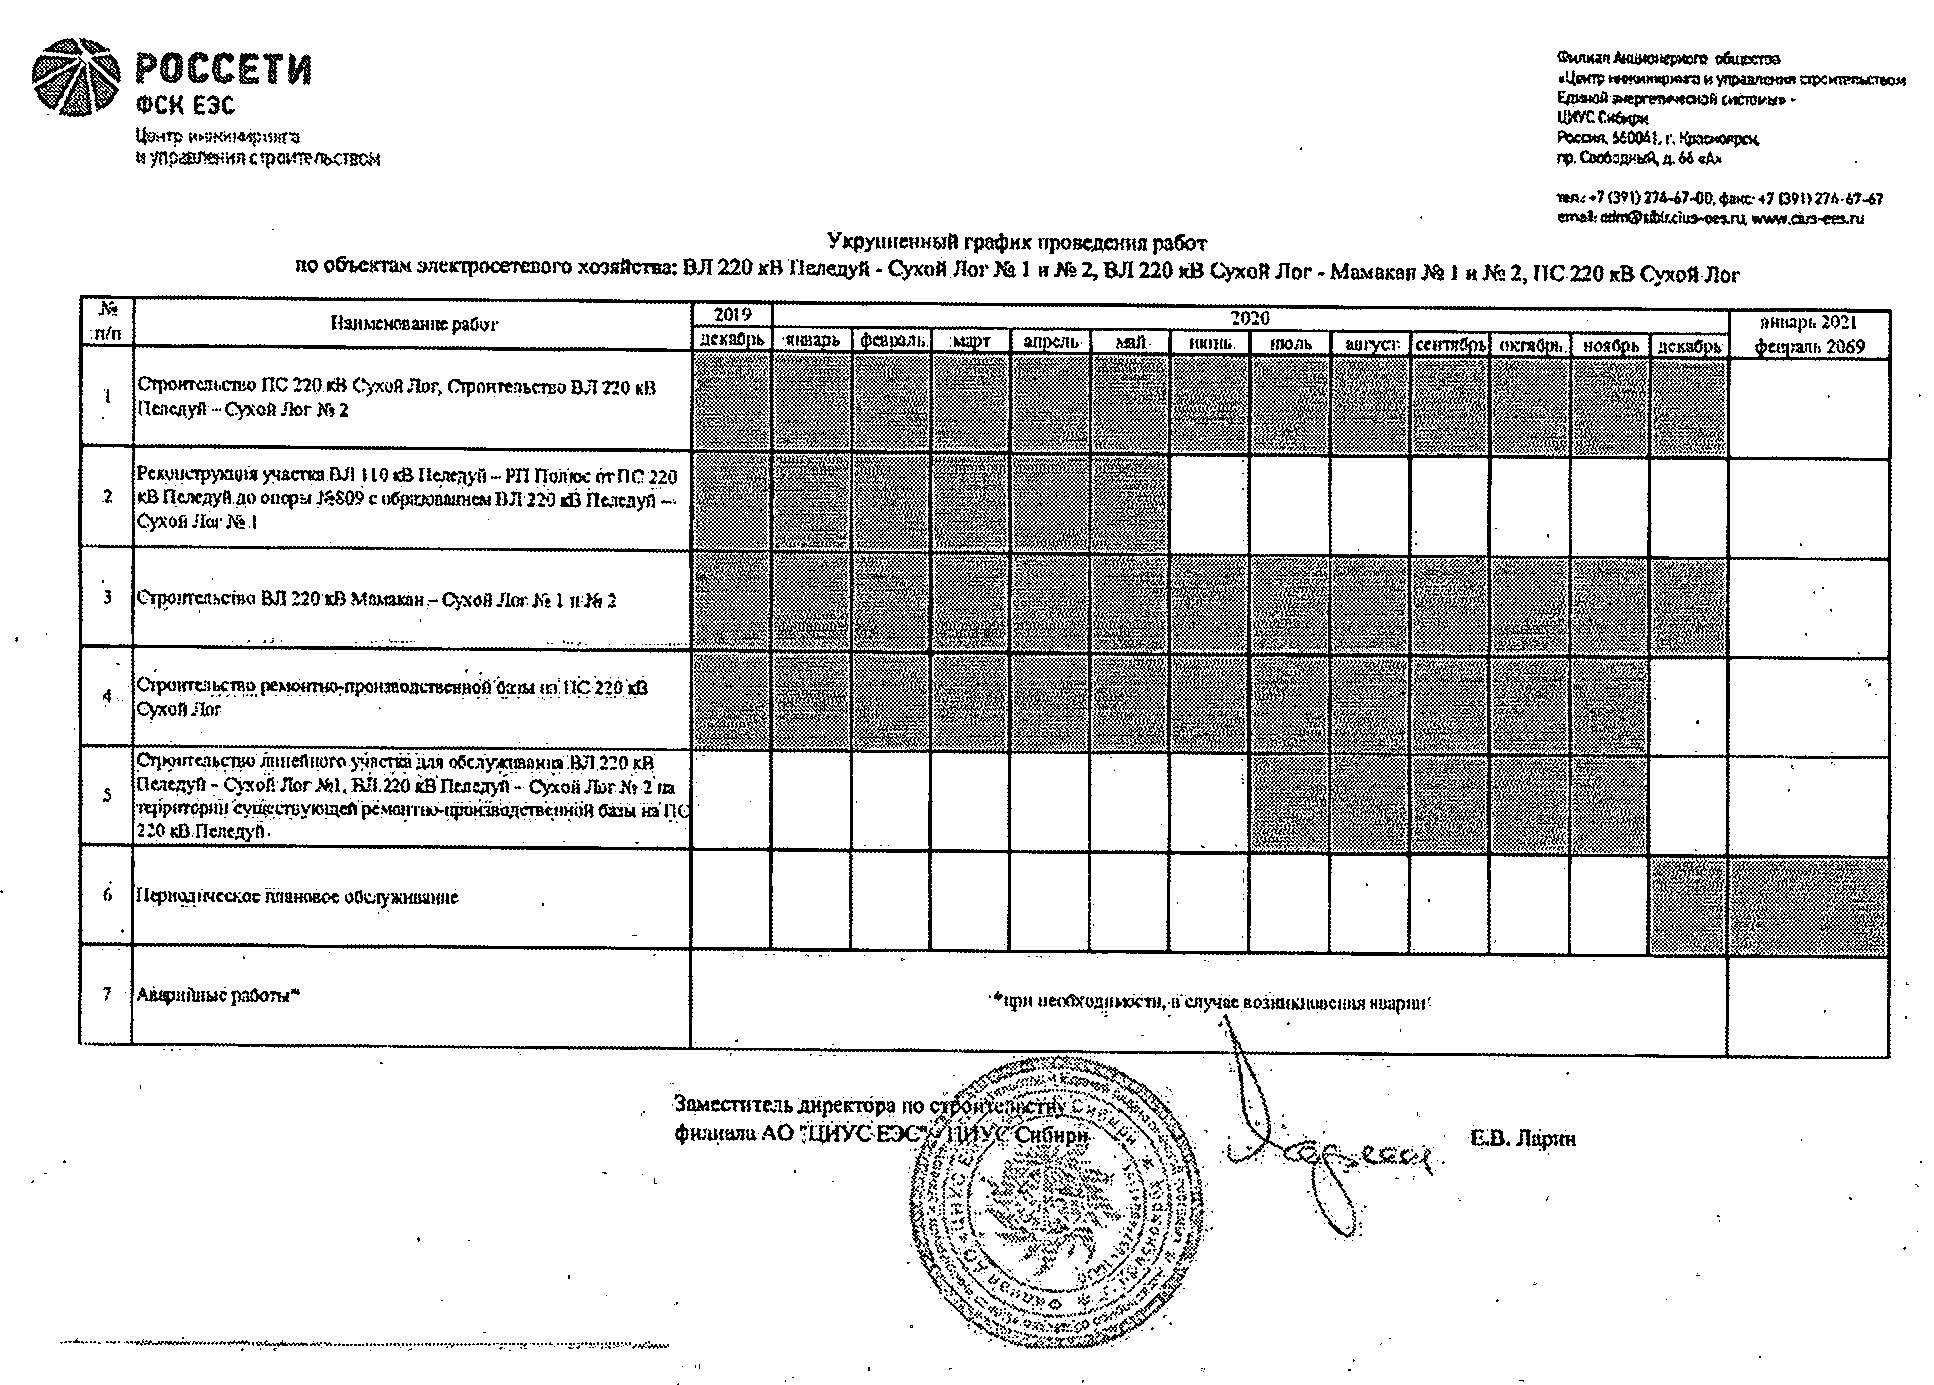 РОССЕТИ
ФСК ЕЭС
Центр инжиниринга
и управления строительством
Филиал Акционерного общества
«Центр инжиниринга и управления строительством
Единой энергетической системы» -
ЦИУС Сибири
Россия, 660041, г. Красноярск,
пр. Свободный, д. 66 «А»
тел.: +7 (391) 274-67-00, факс: +7 (391) 276-67-67
email: adm@sibir.cius-ees.ru, www.cius-ees.ru
Укрупненный график проведения работ
по объектам электросетевого хозяйства: ВЛ 220 кВ Пеледуй - Сухой Лог № 1 и № 2, ВЛ 220 кВ Сухой Лог - Мамакан № 1 и № 2, ПС 220 кВ Сухой Лог
№ п/п
Наименование работ
2019
2020
январь 2021
февраль 2069
декабрь январь февраль март апрель май июнь июль август сентябрь октябрь ноябрь декабрь
1
Строительство ПС 220 кВ Сухой Лог, Строительство ВЛ 220 кВ
Пеледуй – Сухой Лог № 2
2
Реконструкция участка ВЛ 110 кВ Пеледуй – РП Полюс от ПС 220
кВ Пеледуй до опоры №809 с образованием ВЛ 220 кВ Пеледуй –
Сухой Лог № 1
3
Строительство ВЛ 220 кВ Мамакан – Сухой Лог № 1 и № 2
4
Строительство ремонтно-производственной базы на ПС 220 кВ
Сухой Лог
5
Строительство линейного участка для обслуживания ВЛ 220 кВ
Пеледуй - Сухой Лог №1, ВЛ 220 кВ Пеледуй – Сухой Лог № 2 на
территории существующей ремонтно-производственной базы на ПС
220 кВ Пеледуй
6
Периодическое плановое обслуживание
7
Аварийные работы*
*при необходимости, в случае возникновения аварии
Заместитель директора по строительству
филиала АО "ЦИУС ЕЭС" - ЦИУС Сибири
Е.В. Ларин